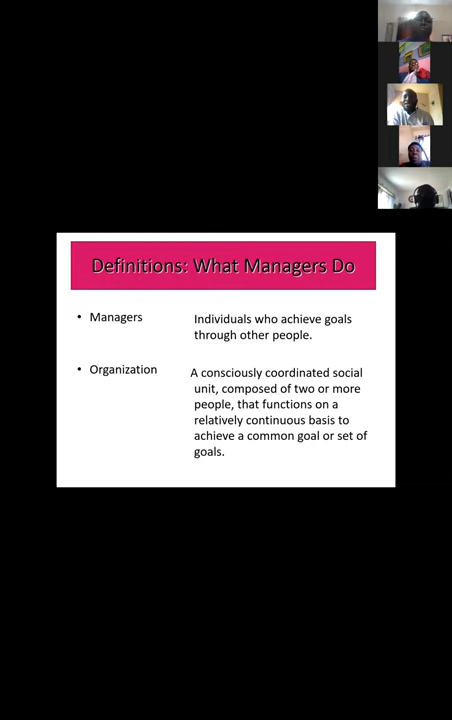 Definitions: What Managers Do
• Managers
Individuals who achieve goals
through other people.
• Organization
A consciously coordinated social
unit, composed of two or more
people, that functions on a
relatively continuous basis to
achieve a common goal or set of
goals.